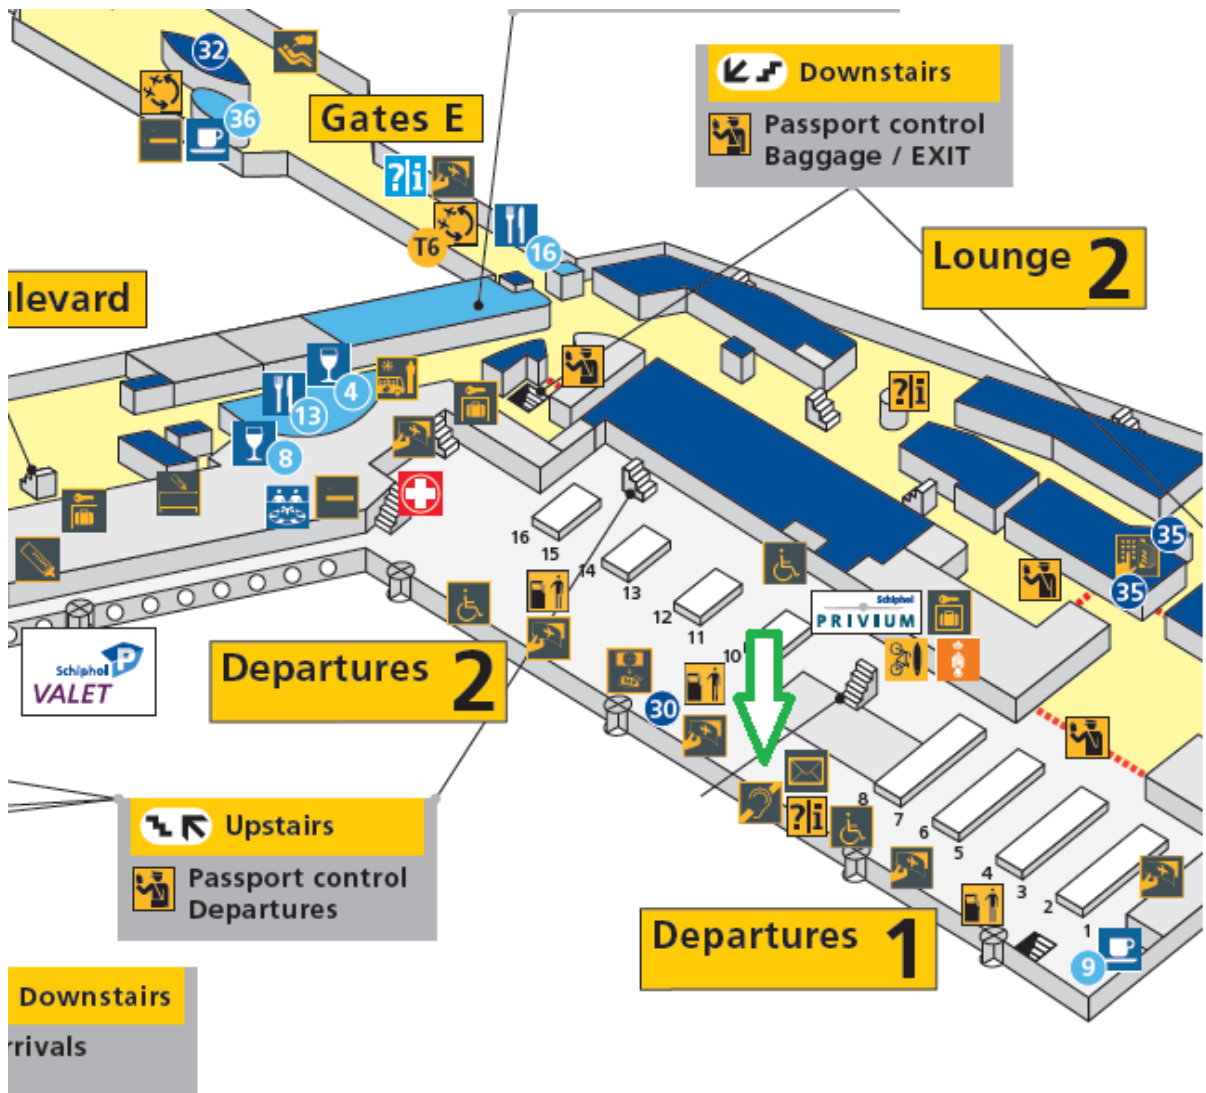 32
36
Gates E
?|i
T6
16
Downstairs
Passport control
Baggage / EXIT
Lounge 2
ulevard
4
13
8
?|i
35
35
16
15
14
13
12
11
10
Schiphol
PRIVIUM
Schiphol P
VALET
Departures 2
30
?|i
8
7
6
5
4
3
2
1
9
Upstairs
Passport control
Departures
Departures 1
Downstairs
rrivals